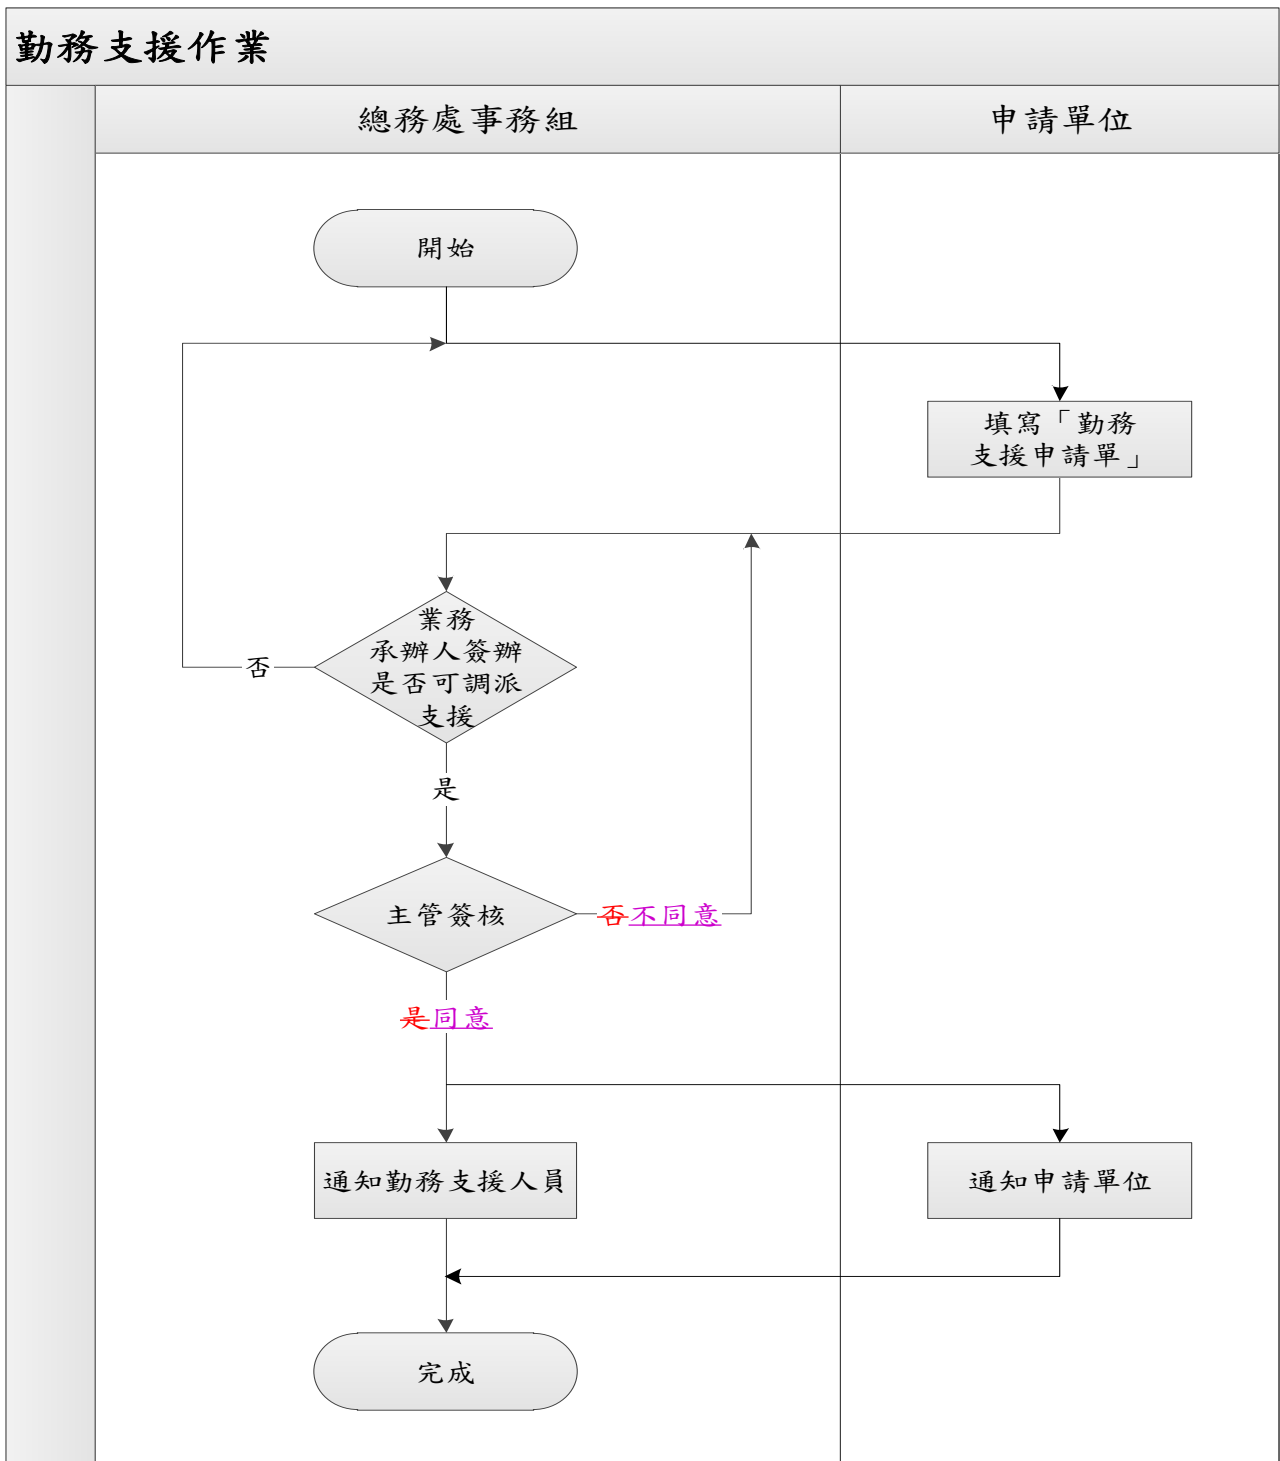 勤務支援作業
總務處事務組
申請單位
開始
填寫「勤務
支援申請單」
業務
承辦人簽辦
是否可調派
支援
否
是
主管簽核
否不同意
是同意
通知勤務支援人員
通知申請單位
完成